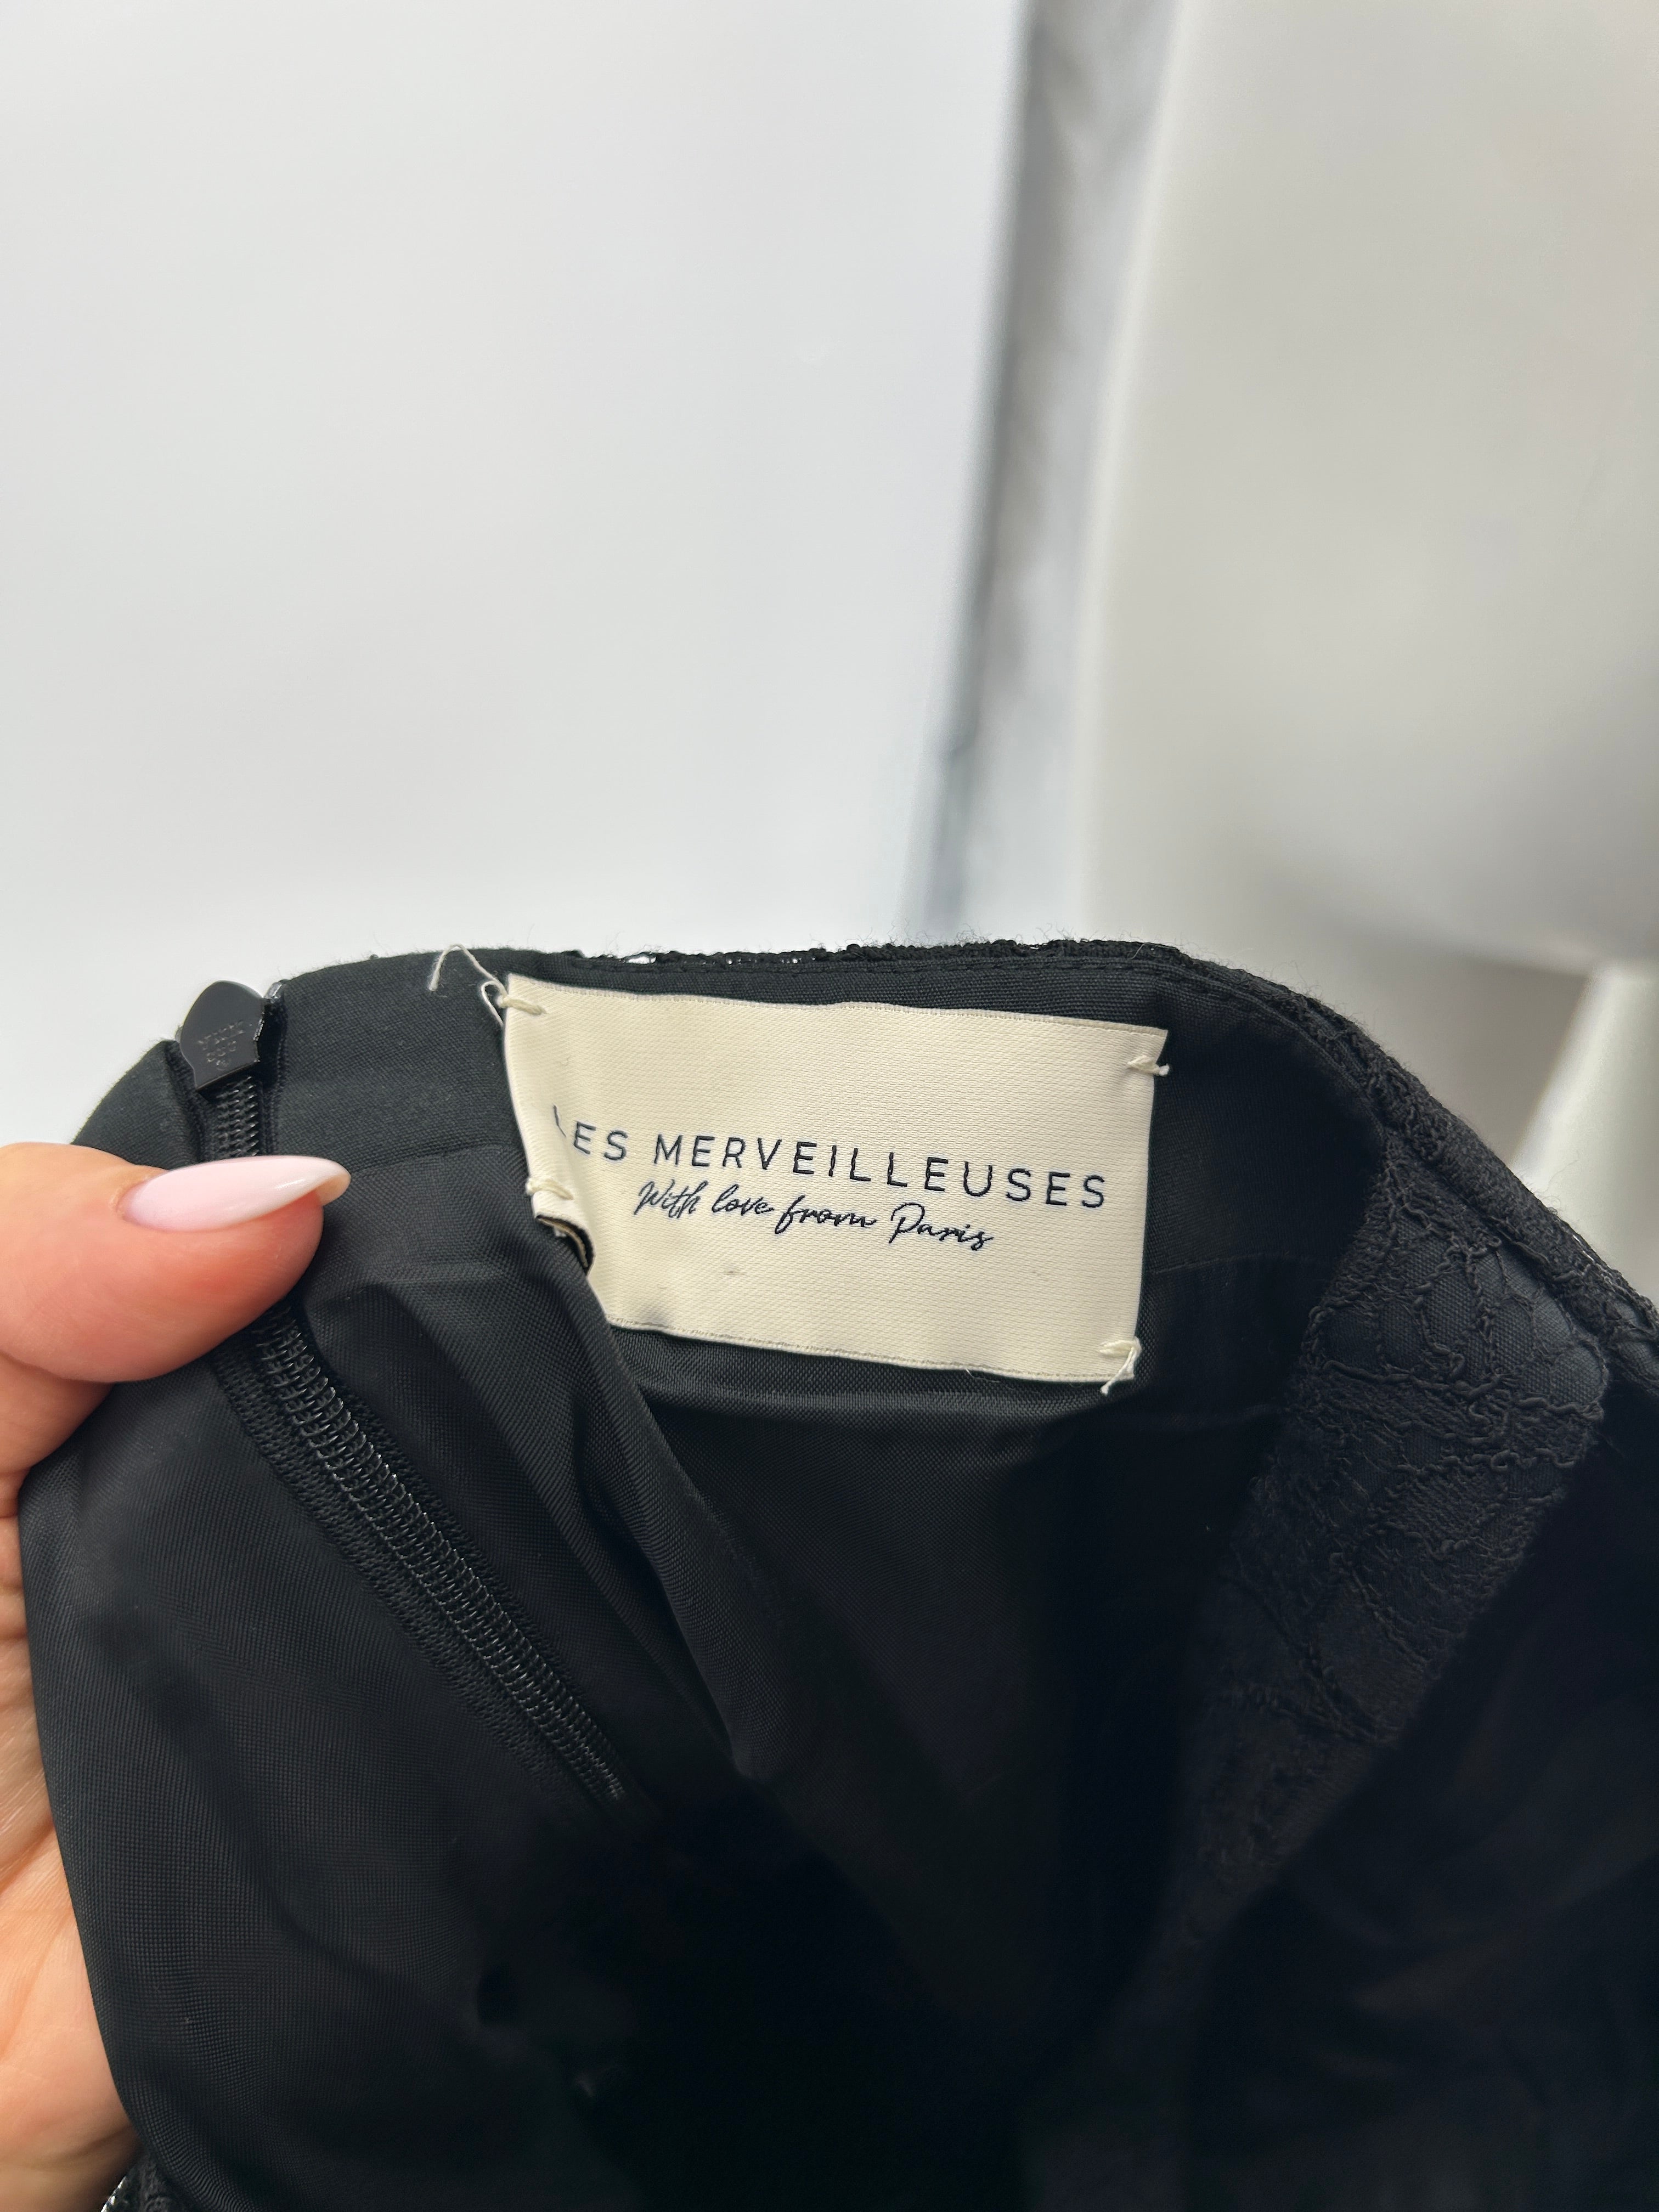 LES MERVEILLEUSES
With love from Paris